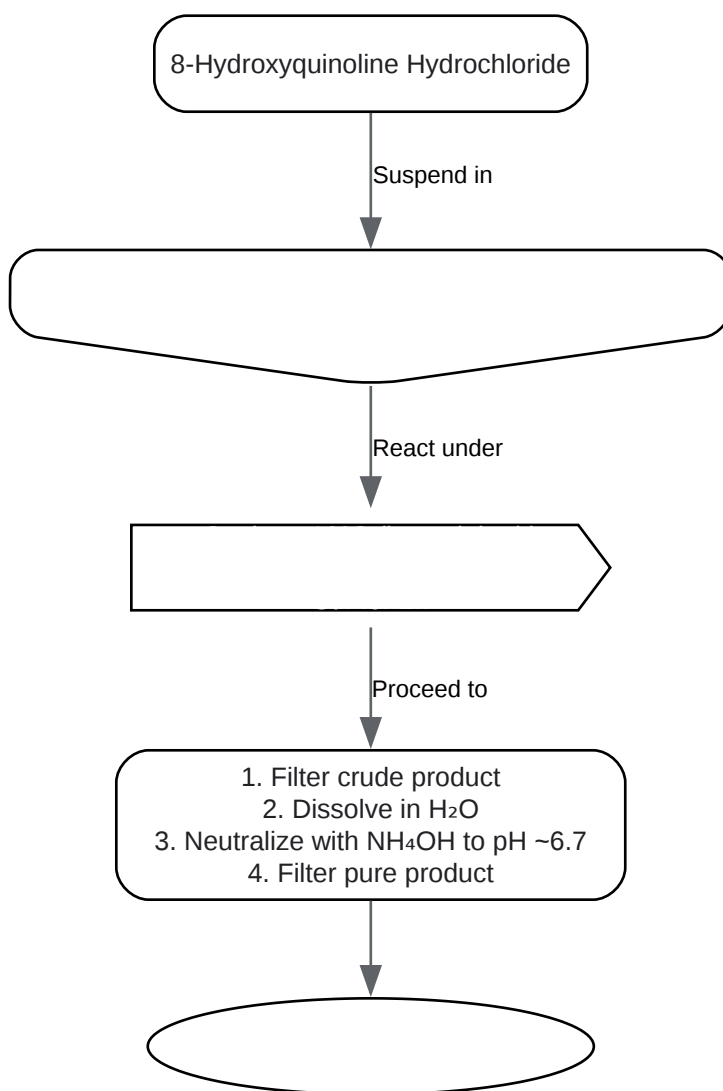 8-Hydroxyquinoline Hydrochloride
Suspend in
React under
Proceed to
1. Filter crude product
2. Dissolve in H₂O
3. Neutralize with NH₄OH to pH ~6.7
4. Filter pure product